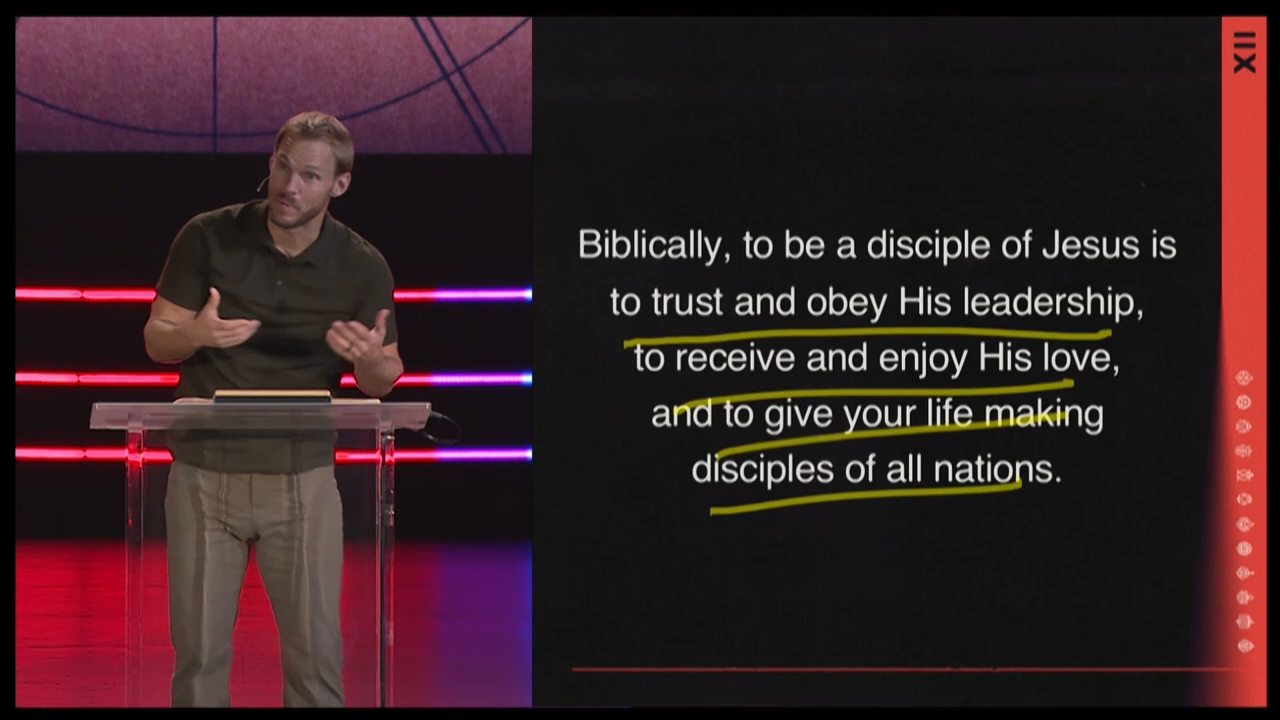 XII
Biblically, to be a disciple of Jesus is
to trust and obey His leadership,
to receive and enjoy His love,
and to give your life making
disciples of all nations.